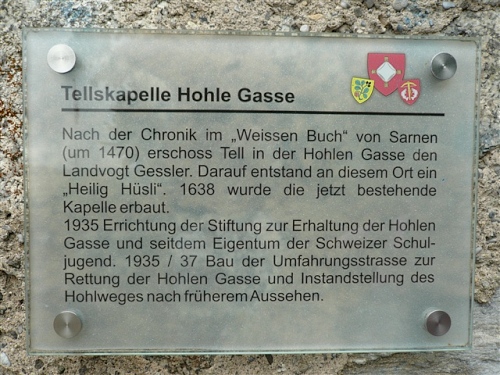 Tellskapelle Hohle Gasse
Nach der Chronik im „Weissen Buch“ von Sarnen
(um 1470) erschoss Tell in der Hohlen Gasse den
Landvogt Gessler. Darauf entstand an diesem Ort ein
„Heilig Hüsli“. 1638 wurde die jetzt bestehende
Kapelle erbaut.
1935 Errichtung der Stiftung zur Erhaltung der Hohlen
Gasse und seitdem Eigentum der Schweizer Schul-
jugend. 1935 / 37 Bau der Umfahrungsstrasse zur
Rettung der Hohlen Gasse und Instandstellung des
Hohlweges nach früherem Aussehen.